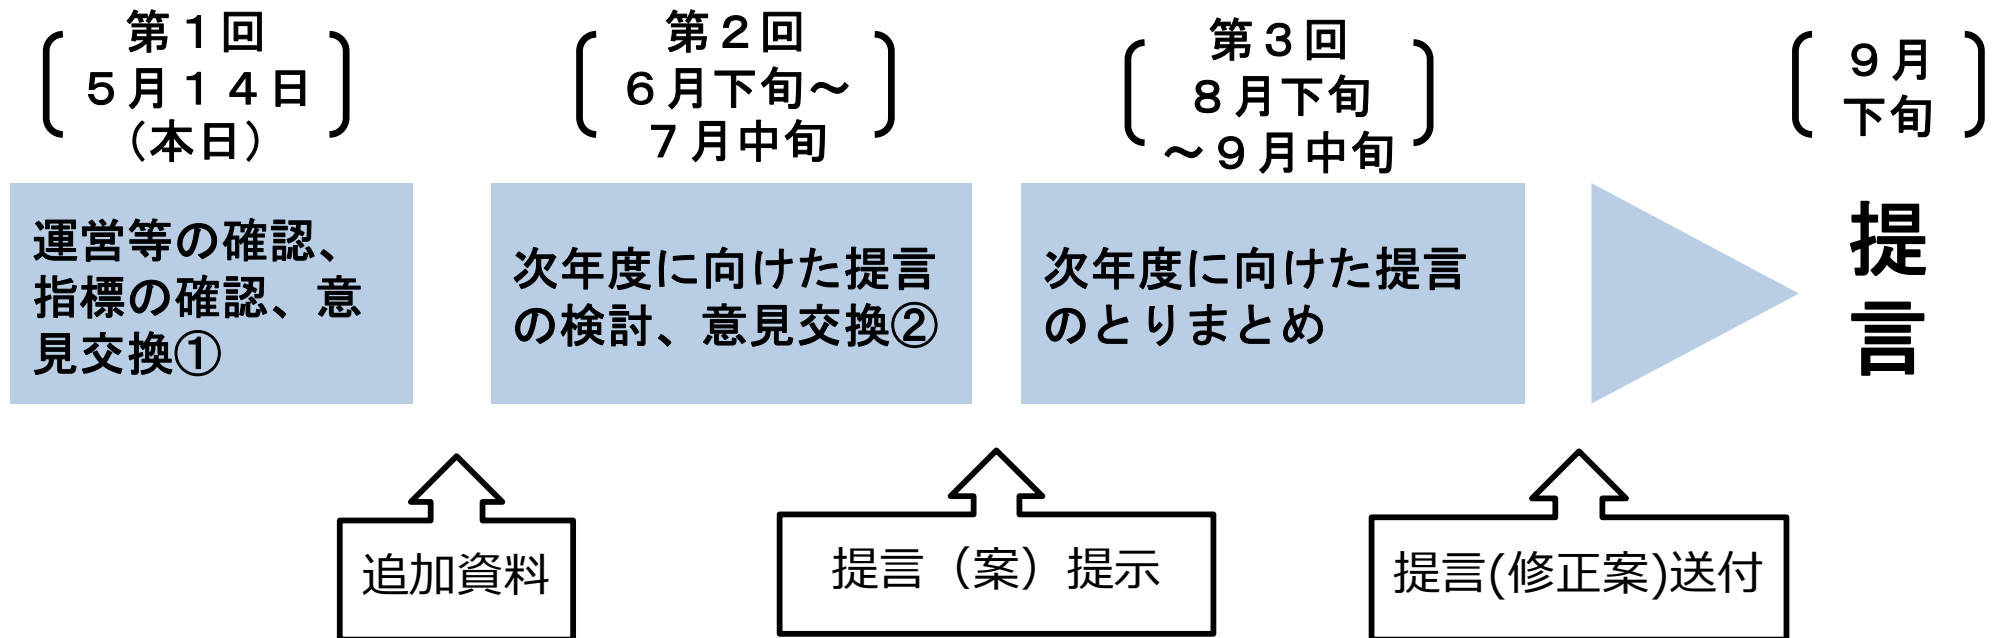 第１回
５月１４日
（本日）
第２回
６月下旬～
７月中旬
第３回
８月下旬
～９月中旬
９月
下旬
運営等の確認、
指標の確認、意
見交換①
次年度に向けた提言
の検討、意見交換②
次年度に向けた提言
のとりまとめ
提言
追加資料
提言（案）提示
提言(修正案)送付